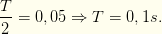 T/2 = 0,05 ⇒ T = 0,1s.